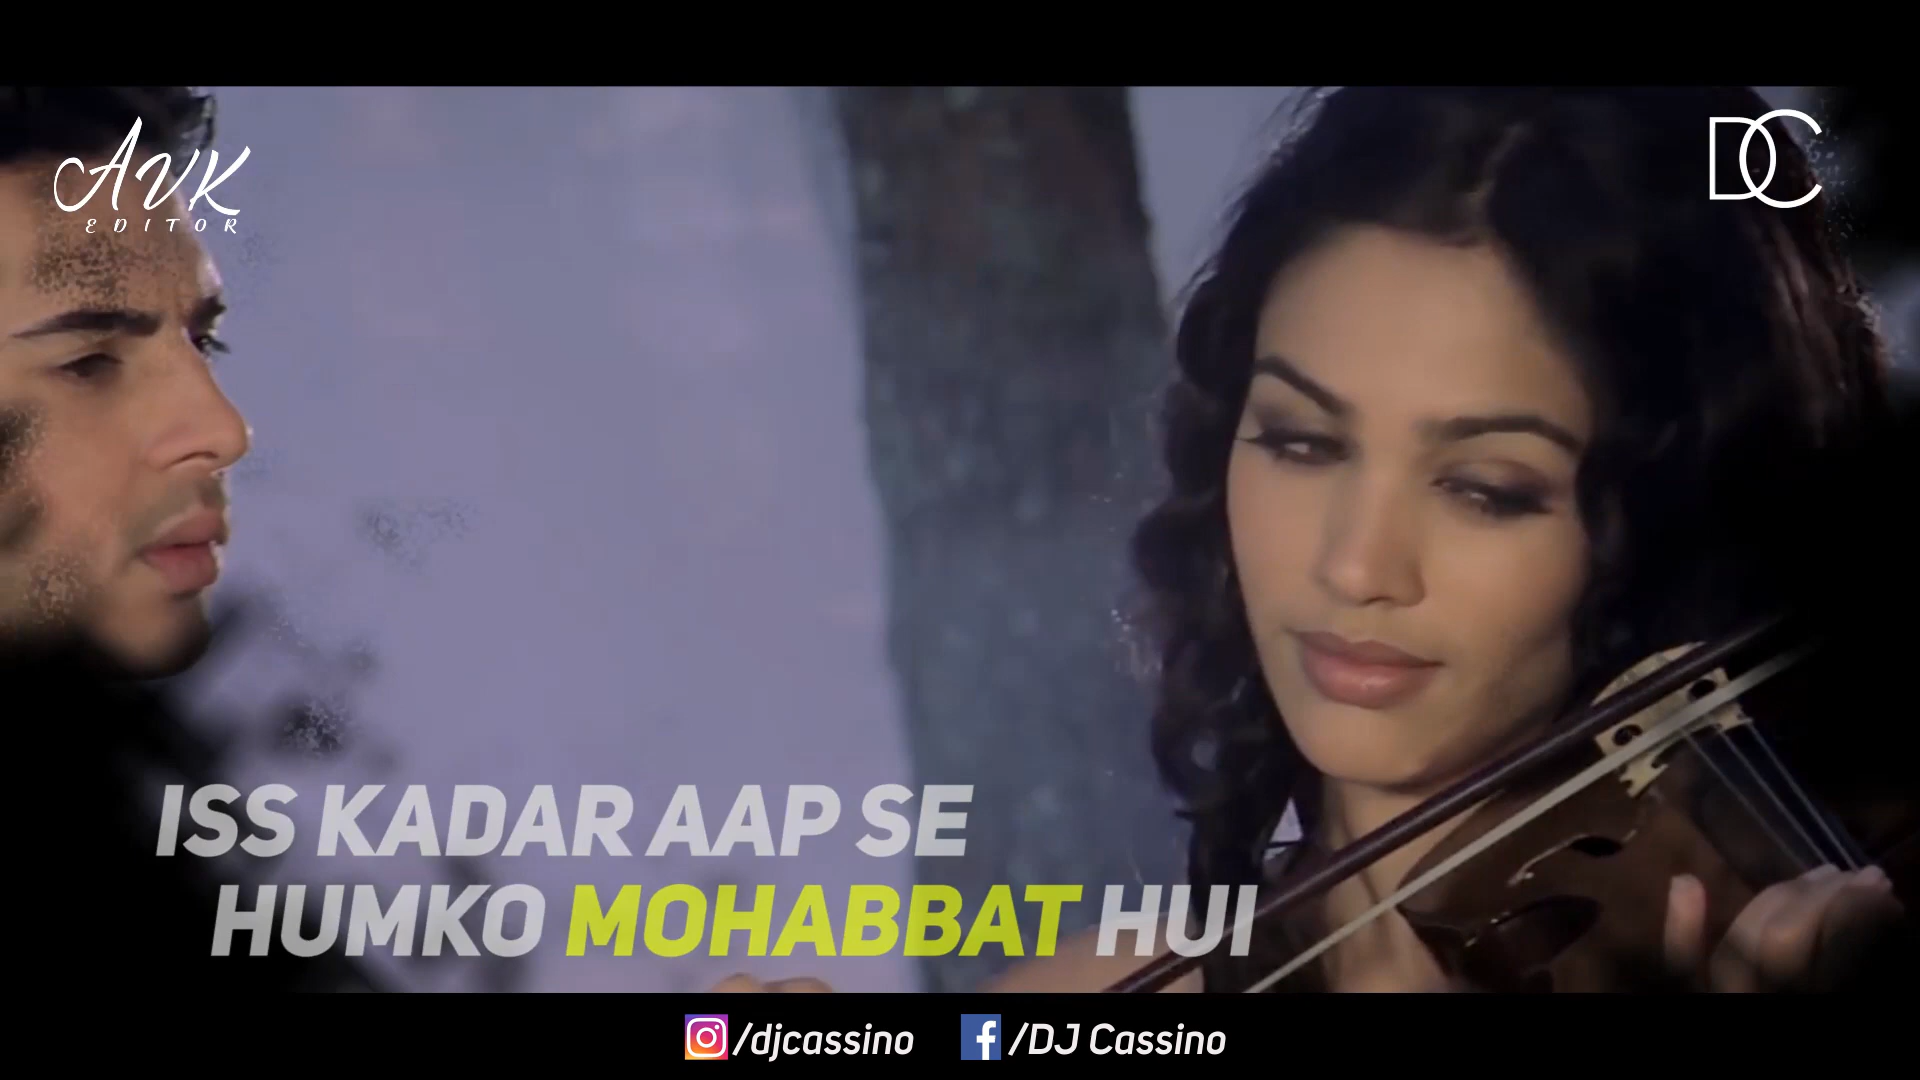 AVK
EDITOR
DC
ISS KADAR AAP SE
HUMKO MOHABBAT HUI
/djcassino /DJ Cassino